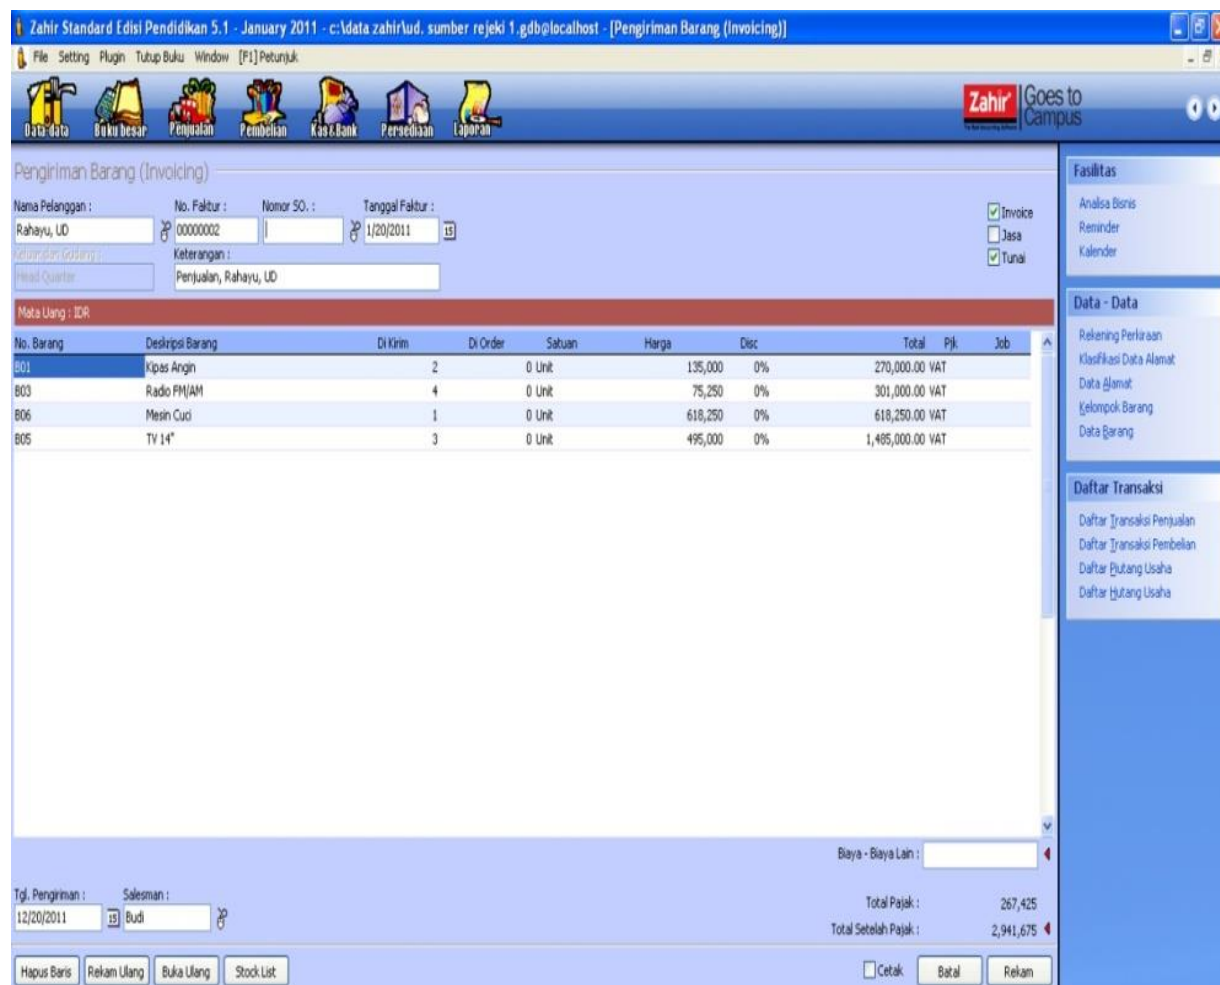 Zahir Standard Edisi Pendidikan 5.1 - January 2011 - c:\data zahir\ud. sumber rejeki 1.gdb@localhost - [Pengiriman Barang (Invoicing)]
File Setting Plugin Tutup Buku Window [F1] Petunjuk
Data-data Buku besar Penjualan Pembelian Kas & Bank Persediaan Laporan
Zahir Goes to Campus
Pengiriman Barang (Invoicing)
Nama Pelanggan : No. Faktur : Nomor SO. : Tanggal Faktur :
Rahayu, UD 00000002 1/20/2011 15
Invoice
Jasa
Tunai
Keluar dari Gudang : Keterangan :
Head Quarter Penjualan, Rahayu, UD
Mata Uang : IDR
No. Barang Deskripsi Barang Di Kirim Di Order Satuan Harga Disc Total Pjk Job
B01 Kipas Angin 2 0 Unit 135,000 0% 270,000.00 VAT
B03 Radio FM/AM 4 0 Unit 75,250 0% 301,000.00 VAT
B06 Mesin Cuci 1 0 Unit 618,250 0% 618,250.00 VAT
B05 TV 14" 3 0 Unit 495,000 0% 1,485,000.00 VAT
Biaya - Biaya Lain :
Tgl. Pengiriman : Salesman :
12/20/2011 15 Budi
Total Pajak : 267,425
Total Setelah Pajak : 2,941,675
Hapus Baris Rekam Ulang Buka Ulang Stock List Cetak Batal Rekam
Fasilitas
Analisa Bisnis
Reminder
Kalender
Data - Data
Rekening Perkiraan
Klasifikasi Data Alamat
Data Alamat
Kelompok Barang
Data Barang
Daftar Transaksi
Daftar Transaksi Penjualan
Daftar Transaksi Pembelian
Daftar Piutang Usaha
Daftar Hutang Usaha